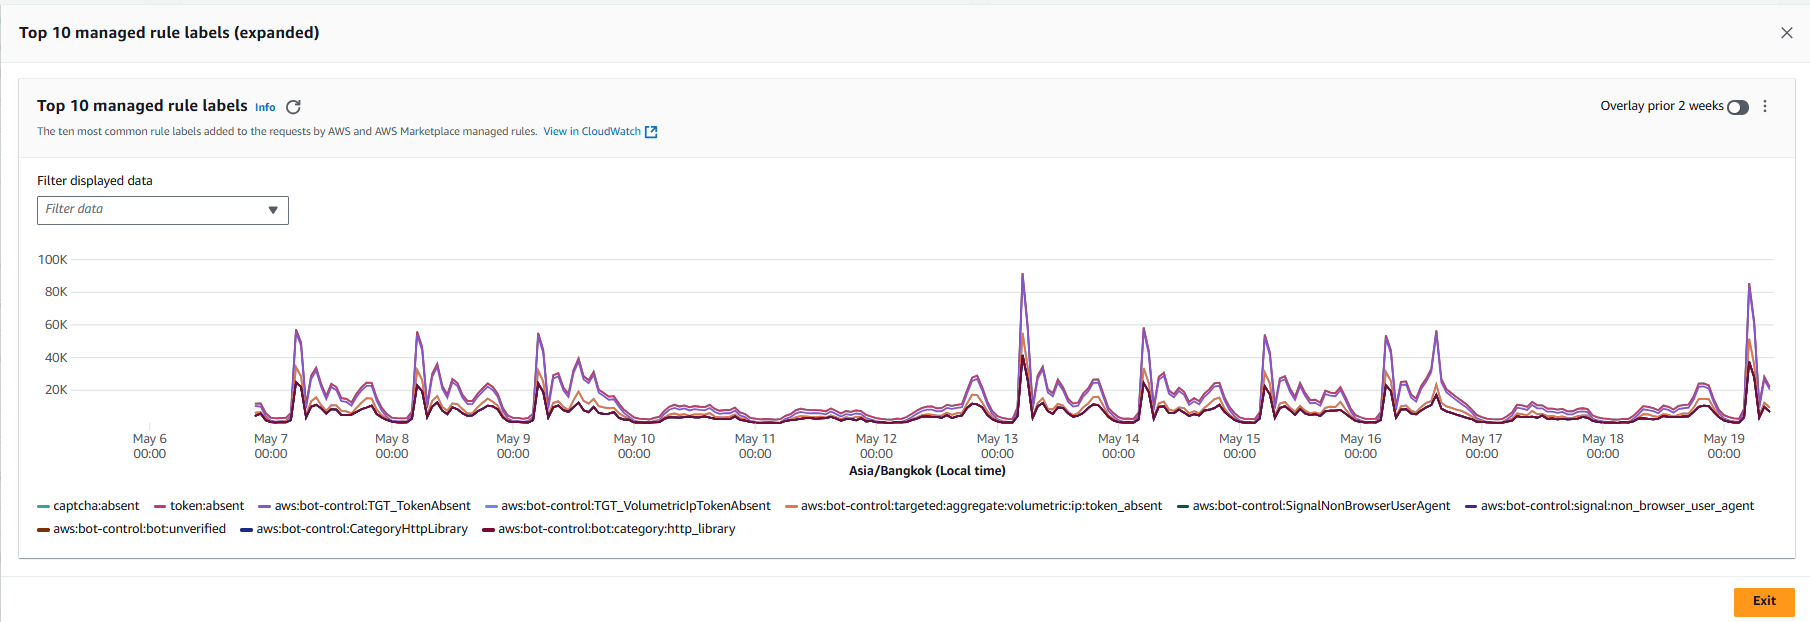 Top 10 managed rule labels (expanded)
Top 10 managed rule labels Info
Overlay prior 2 weeks
The ten most common rule labels added to the requests by AWS and AWS Marketplace managed rules. View in CloudWatch
Filter displayed data
Filter data
100K
80K
60K
40K
20K
May 6 May 7 May 8 May 9 May 10 May 11 May 12 May 13 May 14 May 15 May 16 May 17 May 18 May 19
00:00 00:00 00:00 00:00 00:00 00:00 00:00 00:00 00:00 00:00 00:00 00:00 00:00 00:00
Asia/Bangkok (Local time)
captcha:absent token:absent aws:bot-control:TGT_TokenAbsent aws:bot-control:TGT_VolumetricIpTokenAbsent aws:bot-control:targeted:aggregate:volumetric:ip:token_absent aws:bot-control:SignalNonBrowserUserAgent aws:bot-control:signal:non_browser_user_agent
aws:bot-control:bot:unverified aws:bot-control:CategoryHttpLibrary aws:bot-control:bot:category:http_library
Exit